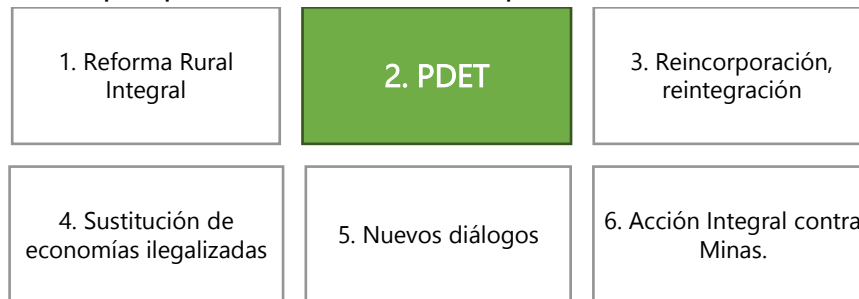 1. Reforma Rural
Integral
2. PDET
3. Reincorporación,
reintegración
4. Sustitución de
economías ilegalizadas
5. Nuevos diálogos
6. Acción Integral contra
Minas.